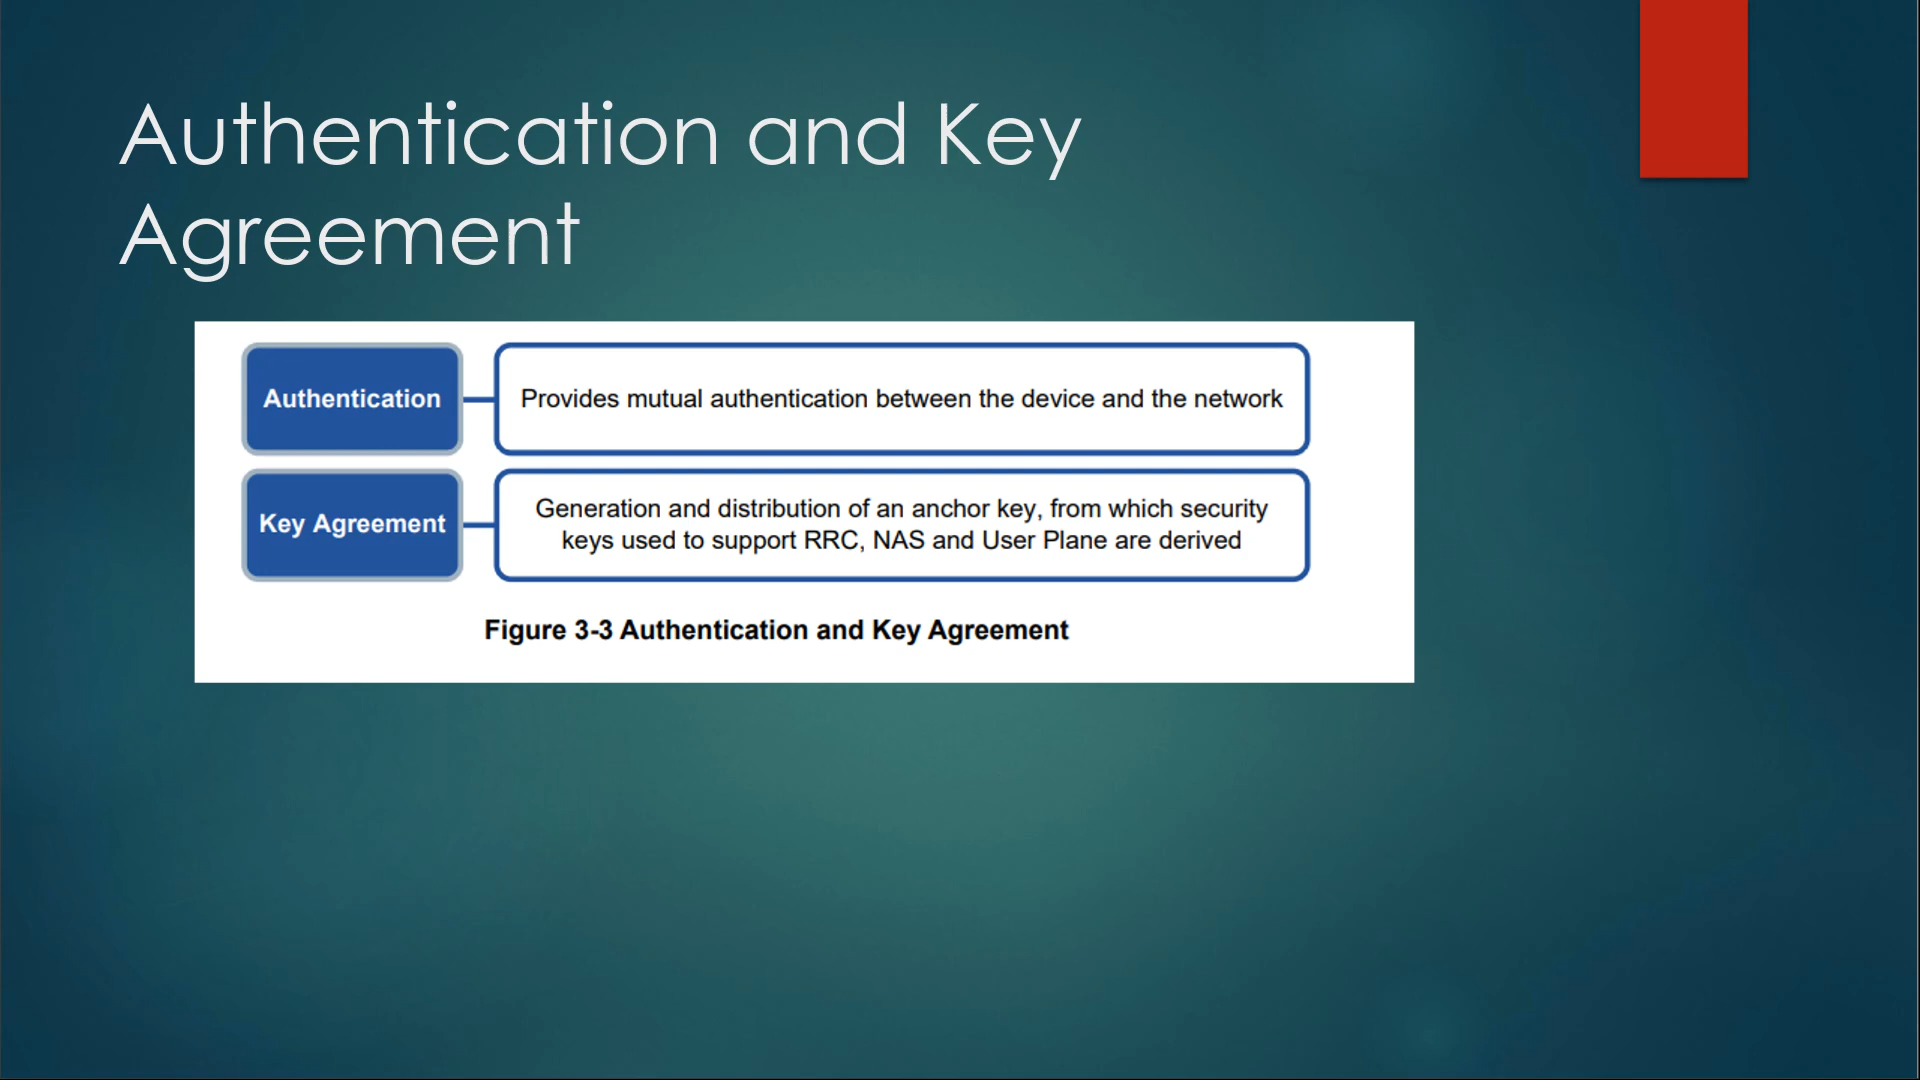 Authentication and Key
Agreement
Authentication
Provides mutual authentication between the device and the network
Key Agreement
Generation and distribution of an anchor key, from which security
keys used to support RRC, NAS and User Plane are derived
Figure 3-3 Authentication and Key Agreement